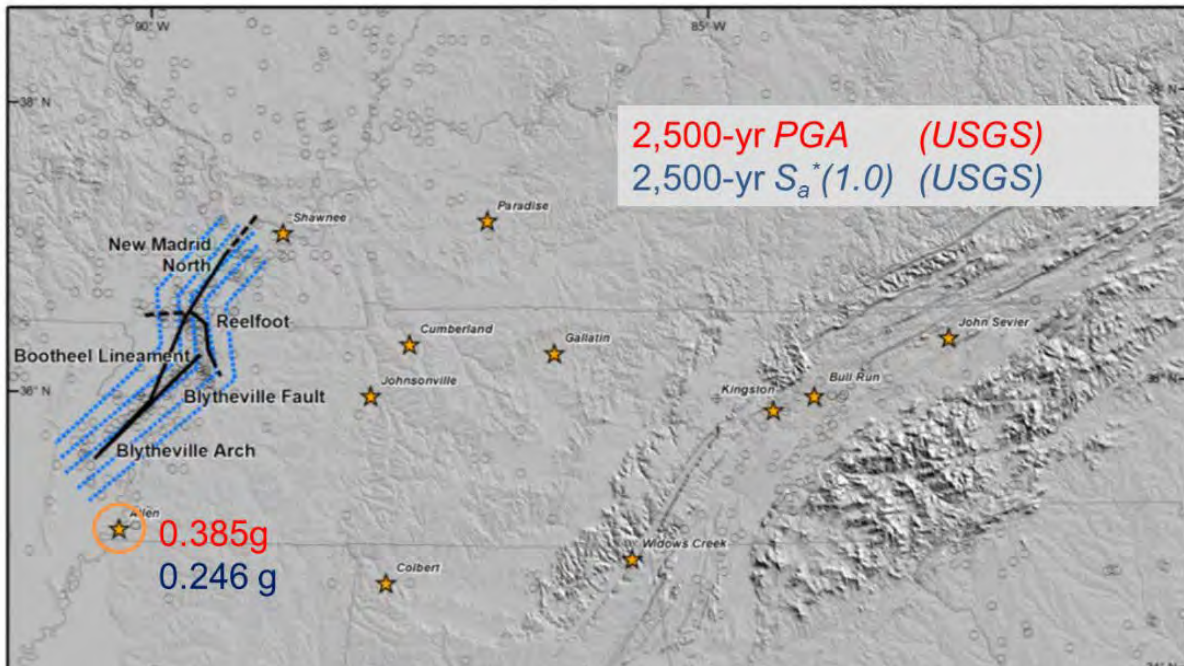 90° W
85° W
38° N
38° N
2,500-yr PGA (USGS)
2,500-yr Sa*(1.0) (USGS)
Shawnee
Paradise
New Madrid
North
Reelfoot
Cumberland
Gallatin
John Sevier
Bootheel Lineament
Johnsonville
36° N
Blytheville Fault
Kingston
Bull Run
Blytheville Arch
Allen
0.385g
0.246 g
Widows Creek
Colbert